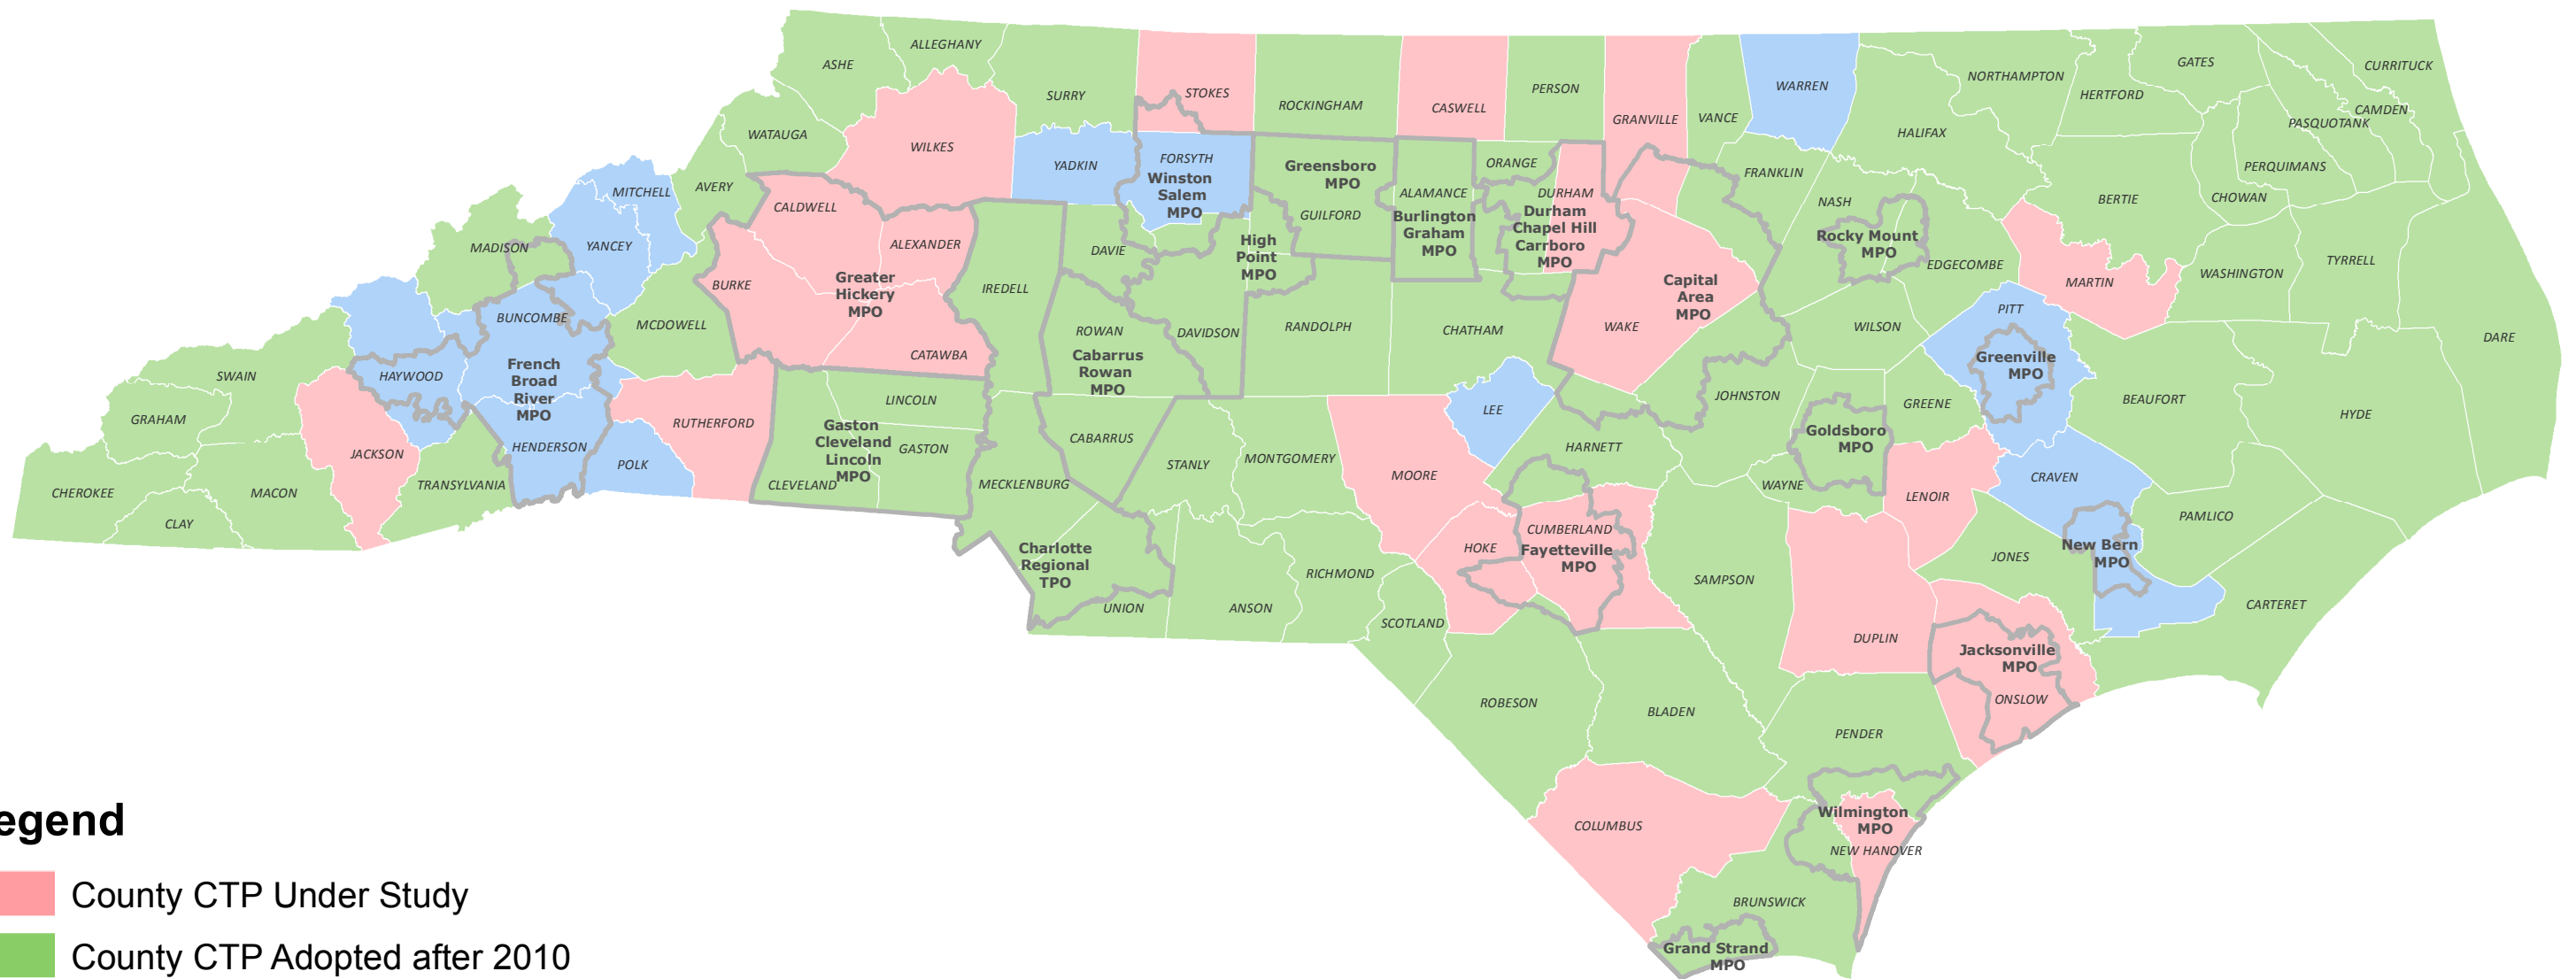 ALLEGHANY
ASHE
SURRY
STOKES
ROCKINGHAM
CASWELL
PERSON
GRANVILLE
VANCE
WARREN
NORTHAMPTON
HERTFORD
GATES
CURRITUCK
CAMDEN
PASQUOTANK
PERQUIMANS
CHOWAN
HALIFAX
WATAUGA
WILKES
YADKIN
FORSYTH
Winston
Salem
MPO
Greensboro
MPO
GUILFORD
ALAMANCE
Burlington
Graham
MPO
ORANGE
DURHAM
Durham
Chapel Hill
Carrboro
MPO
FRANKLIN
NASH
Rocky Mount
MPO
EDGECOMBE
BERTIE
MARTIN
WASHINGTON
TYRRELL
DARE
MITCHELL
AVERY
CALDWELL
ALEXANDER
MADISON
YANCEY
BURKE
Greater
Hickery
MPO
IREDELL
DAVIE
High
Point
MPO
Capital
Area
MPO
WAKE
BUNCOMBE
MCDOWELL
CATAWBA
ROWAN
DAVIDSON
Cabarrus
Rowan
MPO
RANDOLPH
CHATHAM
WILSON
PITT
Greenville
MPO
SWAIN
HAYWOOD
French
Broad
River
MPO
GRAHAM
RUTHERFORD
LINCOLN
Gaston
Cleveland
Lincoln
MPO
GASTON
CABARRUS
LEE
JOHNSTON
GREENE
BEAUFORT
HYDE
JACKSON
HENDERSON
POLK
CLEVELAND
MECKLENBURG
STANLY
MONTGOMERY
MOORE
HARNETT
Goldsboro
MPO
WAYNE
LENOIR
CRAVEN
PAMLICO
CHEROKEE
CLAY
MACON
TRANSYLVANIA
Charlotte
Regional
TPO
UNION
ANSON
RICHMOND
SCOTLAND
HOKE
CUMBERLAND
Fayetteville
MPO
SAMPSON
JONES
New Bern
MPO
CARTERET
DUPLIN
Jacksonville
MPO
ONSLOW
ROBESON
BLADEN
PENDER
COLUMBUS
Wilmington
MPO
NEW HANOVER
BRUNSWICK
Grand Strand
MPO
egend
County CTP Under Study
County CTP Adopted after 2010